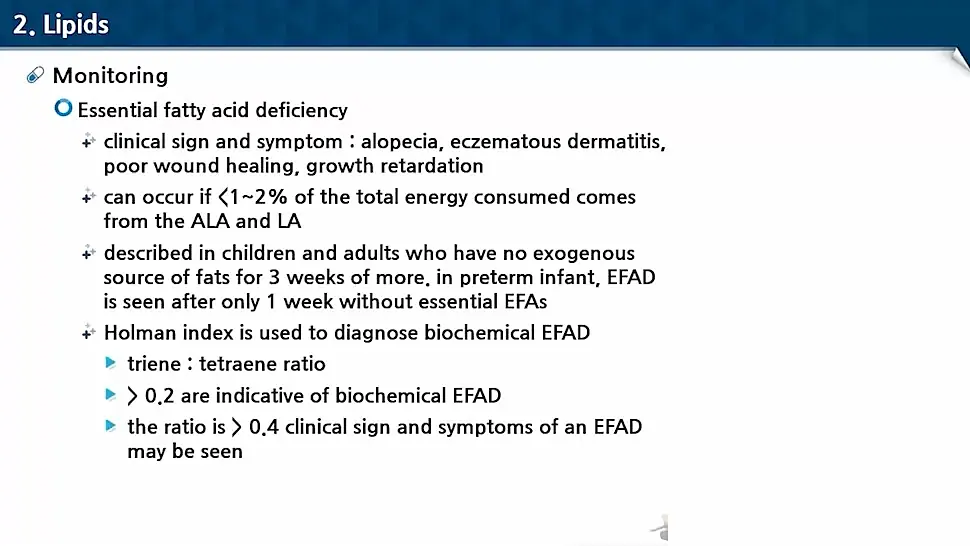 2. Lipids
Monitoring
Essential fatty acid deficiency
clinical sign and symptom : alopecia, eczematous dermatitis,
poor wound healing, growth retardation
can occur if <1~2% of the total energy consumed comes
from the ALA and LA
described in children and adults who have no exogenous
source of fats for 3 weeks of more. in preterm infant, EFAD
is seen after only 1 week without essential EFAs
Holman index is used to diagnose biochemical EFAD
triene : tetraene ratio
> 0.2 are indicative of biochemical EFAD
the ratio is > 0.4 clinical sign and symptoms of an EFAD
may be seen